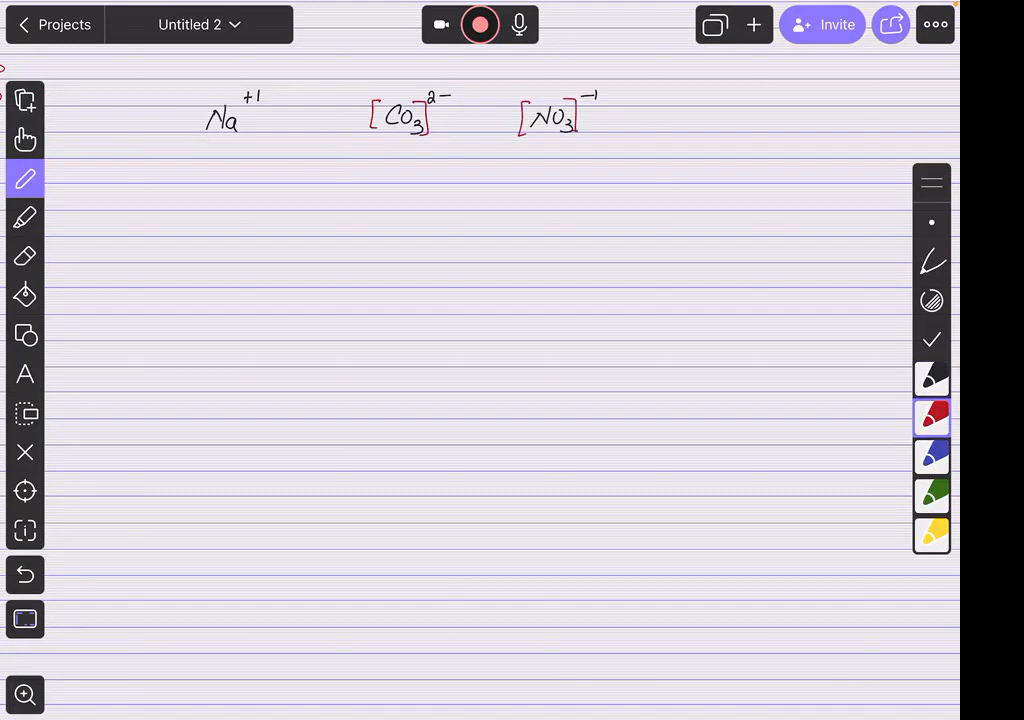 Projects Untitled 2 Invite
Na⁺¹ [CO₃]²⁻ [NO₃]⁻¹
A